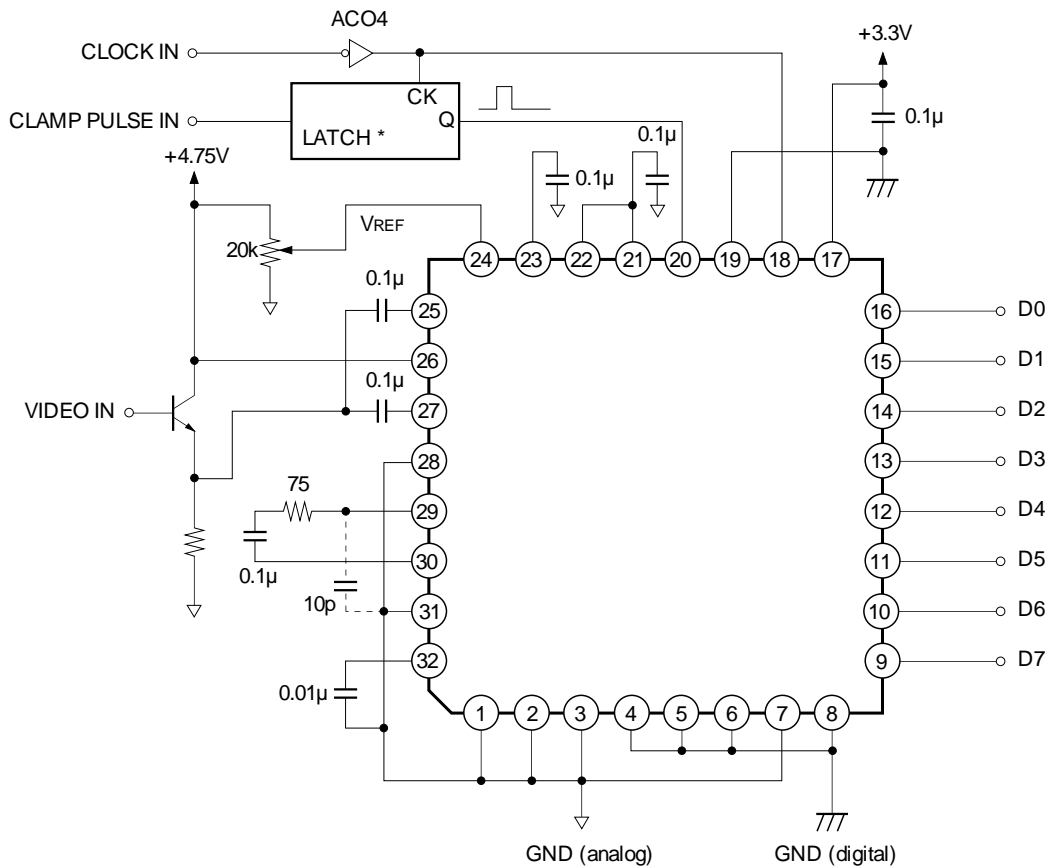 ACO4
CLOCK IN
+3.3V
CK
Q
CLAMP PULSE IN
LATCH *
0.1µ
0.1µ
+4.75V
0.1µ
VREF
20k
24
23
22
21
20
19
18
17
0.1µ
25
16
D0
26
15
D1
0.1µ
VIDEO IN
27
14
D2
28
13
D3
75
29
12
D4
30
11
D5
0.1µ
10p
31
10
D6
32
9
D7
0.01µ
1
2
3
4
5
6
7
8
GND (analog)
GND (digital)